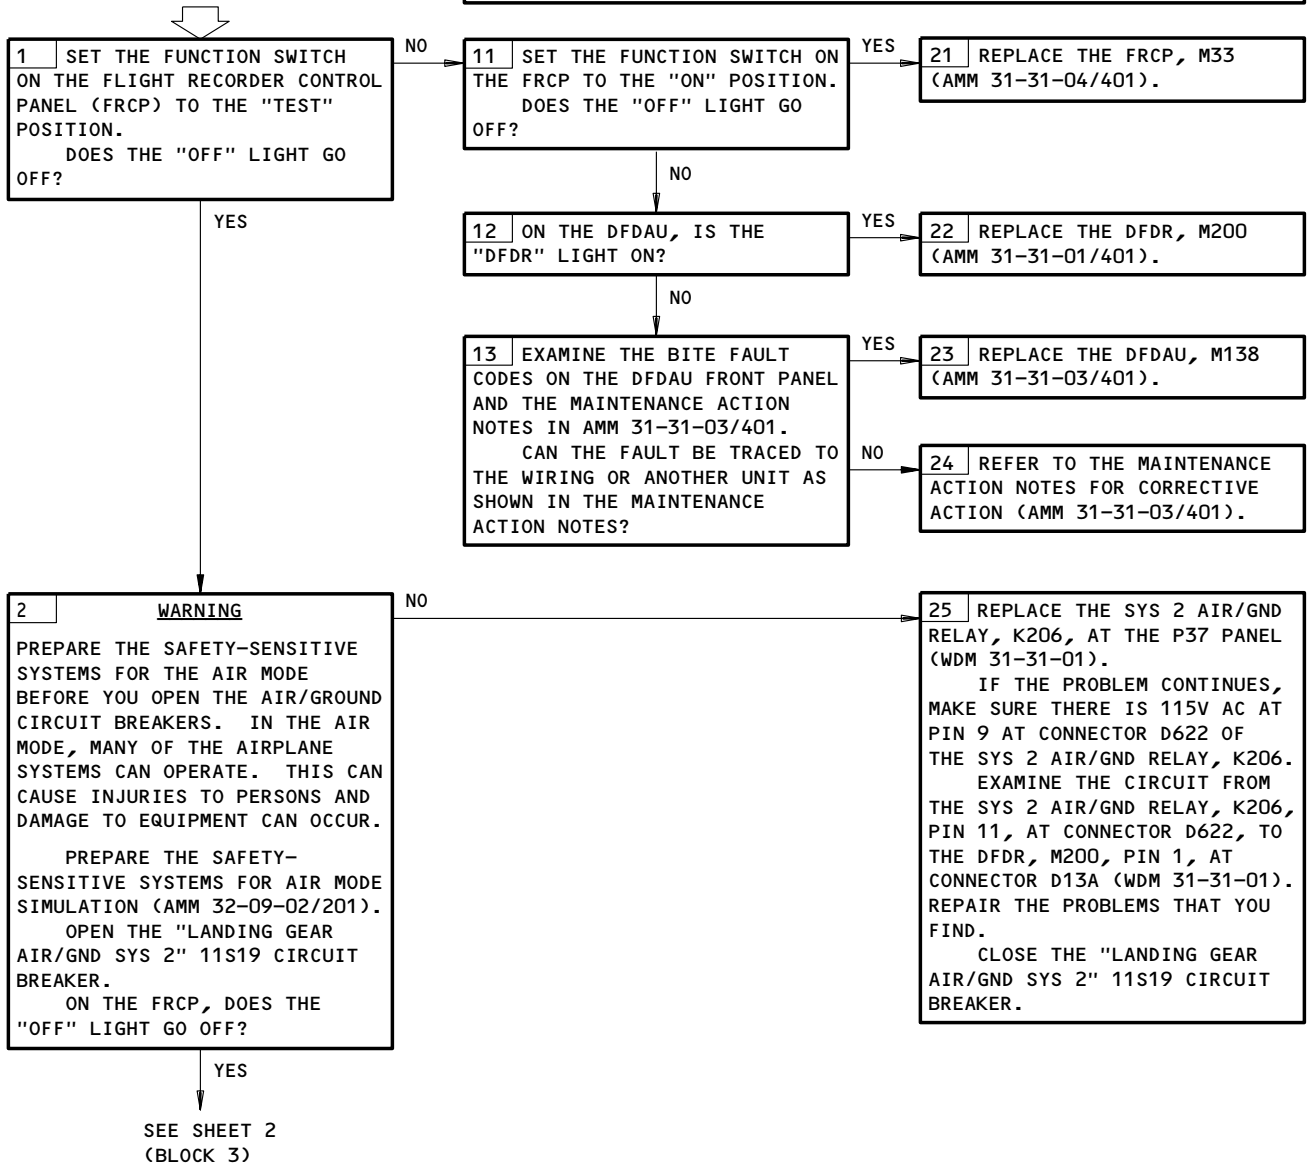 1 SET THE FUNCTION SWITCH
ON THE FLIGHT RECORDER CONTROL
PANEL (FRCP) TO THE "TEST"
POSITION.
DOES THE "OFF" LIGHT GO
OFF?
NO
YES
11 SET THE FUNCTION SWITCH ON
THE FRCP TO THE "ON" POSITION.
DOES THE "OFF" LIGHT GO
OFF?
YES
NO
21 REPLACE THE FRCP, M33
(AMM 31-31-04/401).
12 ON THE DFDAU, IS THE
"DFDR" LIGHT ON?
YES
NO
22 REPLACE THE DFDR, M200
(AMM 31-31-01/401).
13 EXAMINE THE BITE FAULT
CODES ON THE DFDAU FRONT PANEL
AND THE MAINTENANCE ACTION
NOTES IN AMM 31-31-03/401.
CAN THE FAULT BE TRACED TO
THE WIRING OR ANOTHER UNIT AS
SHOWN IN THE MAINTENANCE
ACTION NOTES?
YES
NO
23 REPLACE THE DFDAU, M138
(AMM 31-31-03/401).
24 REFER TO THE MAINTENANCE
ACTION NOTES FOR CORRECTIVE
ACTION (AMM 31-31-03/401).
2 WARNING
PREPARE THE SAFETY-SENSITIVE
SYSTEMS FOR THE AIR MODE
BEFORE YOU OPEN THE AIR/GROUND
CIRCUIT BREAKERS. IN THE AIR
MODE, MANY OF THE AIRPLANE
SYSTEMS CAN OPERATE. THIS CAN
CAUSE INJURIES TO PERSONS AND
DAMAGE TO EQUIPMENT CAN OCCUR.
PREPARE THE SAFETY-
SENSITIVE SYSTEMS FOR AIR MODE
SIMULATION (AMM 32-09-02/201).
OPEN THE "LANDING GEAR
AIR/GND SYS 2" 11S19 CIRCUIT
BREAKER.
ON THE FRCP, DOES THE
"OFF" LIGHT GO OFF?
NO
YES
25 REPLACE THE SYS 2 AIR/GND
RELAY, K206, AT THE P37 PANEL
(WDM 31-31-01).
IF THE PROBLEM CONTINUES,
MAKE SURE THERE IS 115V AC AT
PIN 9 AT CONNECTOR D622 OF
THE SYS 2 AIR/GND RELAY, K206.
EXAMINE THE CIRCUIT FROM
THE SYS 2 AIR/GND RELAY, K206,
PIN 11, AT CONNECTOR D622, TO
THE DFDR, M200, PIN 1, AT
CONNECTOR D13A (WDM 31-31-01).
REPAIR THE PROBLEMS THAT YOU
FIND.
CLOSE THE "LANDING GEAR
AIR/GND SYS 2" 11S19 CIRCUIT
BREAKER.
SEE SHEET 2
(BLOCK 3)